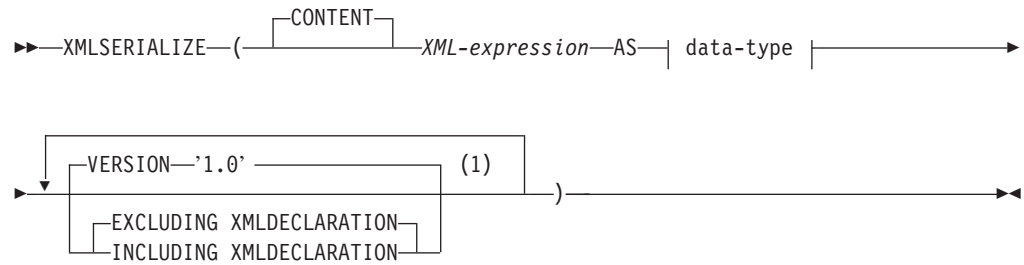 CONTENT
XMLSERIALIZE ( XML-expression AS data-type
VERSION ’1.0’ (1)
)
EXCLUDING XMLDECLARATION
INCLUDING XMLDECLARATION